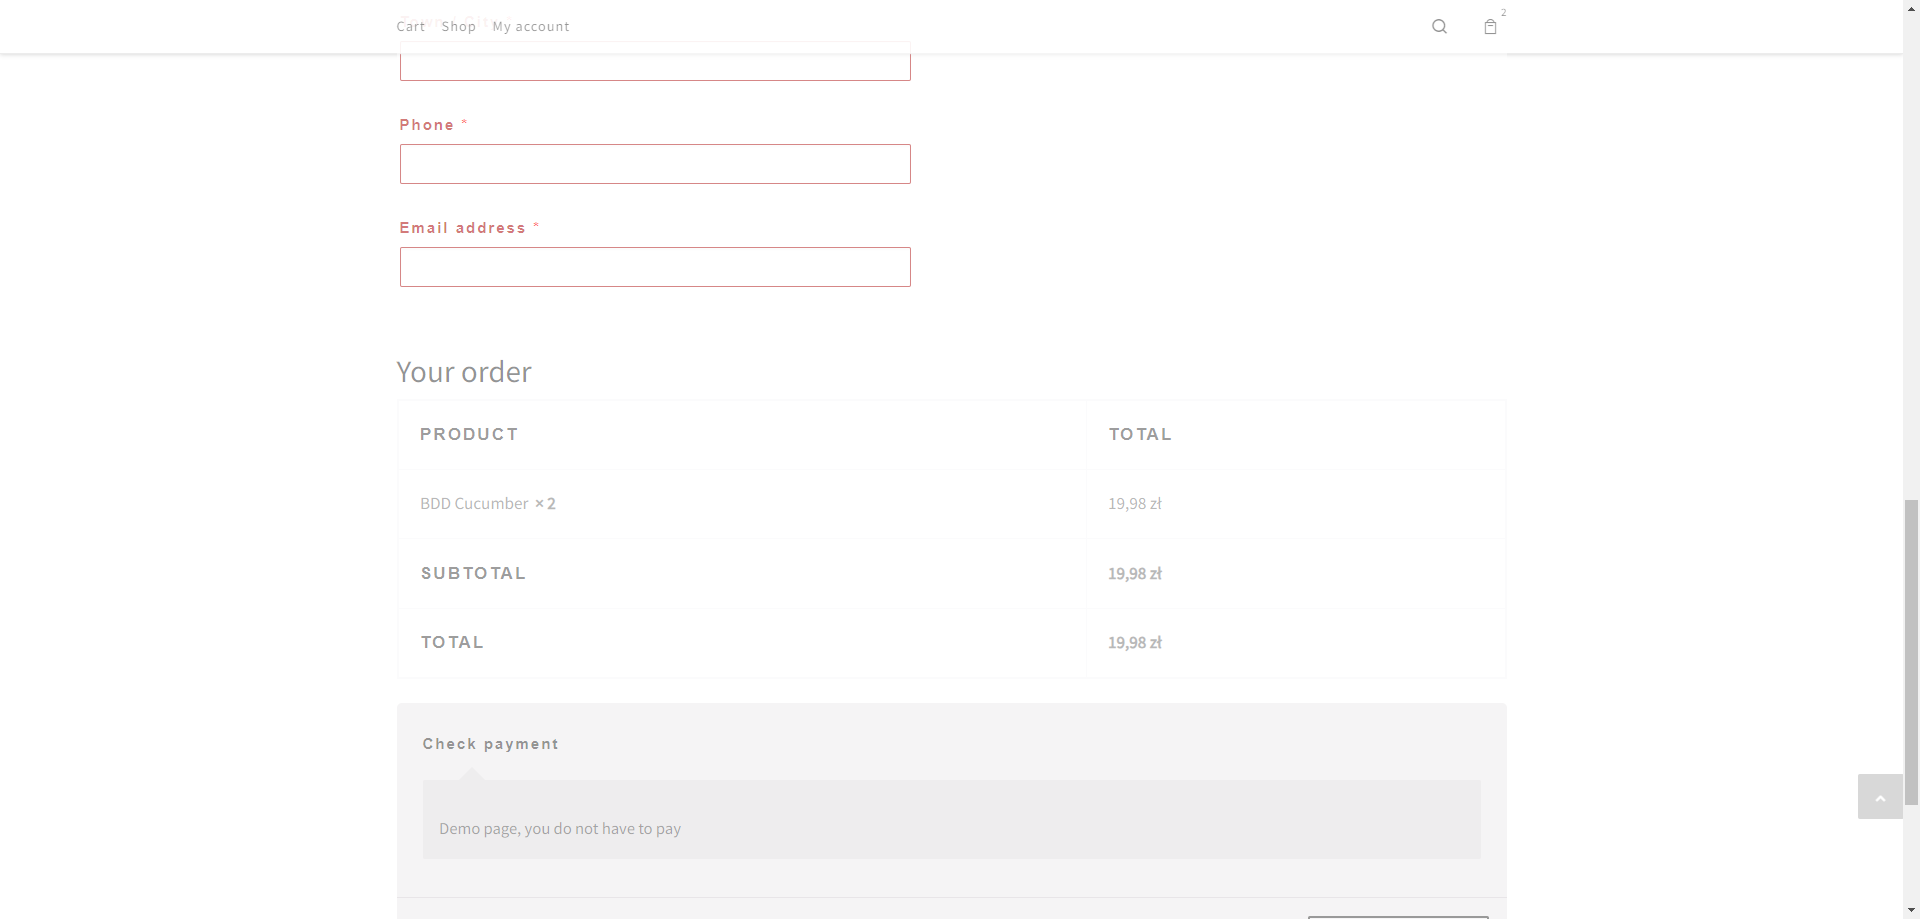 Cart Shop My account
2
Phone *
Email address *
Your order
PRODUCT TOTAL
BDD Cucumber × 2 19,98 zł
SUBTOTAL 19,98 zł
TOTAL 19,98 zł
Check payment
Demo page, you do not have to pay